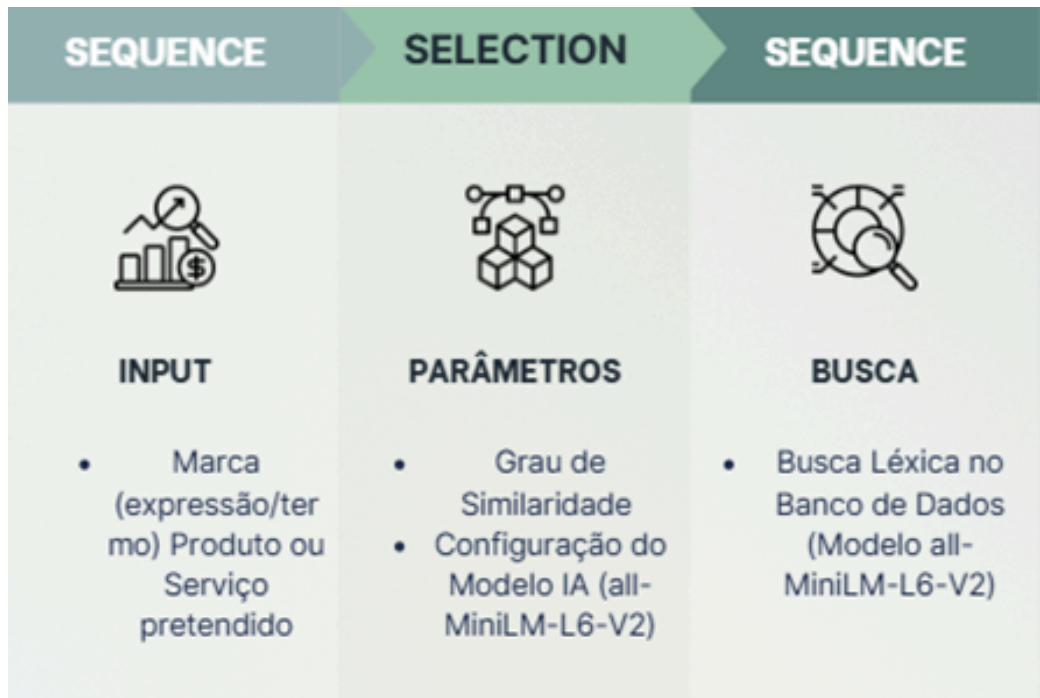 SEQUENCE
SELECTION
SEQUENCE
$
INPUT
PARÂMETROS
BUSCA
• Marca
(expressão/ter
mo) Produto ou
Serviço
pretendido
• Grau de
Similaridade
• Configuração do
Modelo IA (all-
MiniLM-L6-V2)
• Busca Léxica no
Banco de Dados
(Modelo all-
MiniLM-L6-V2)